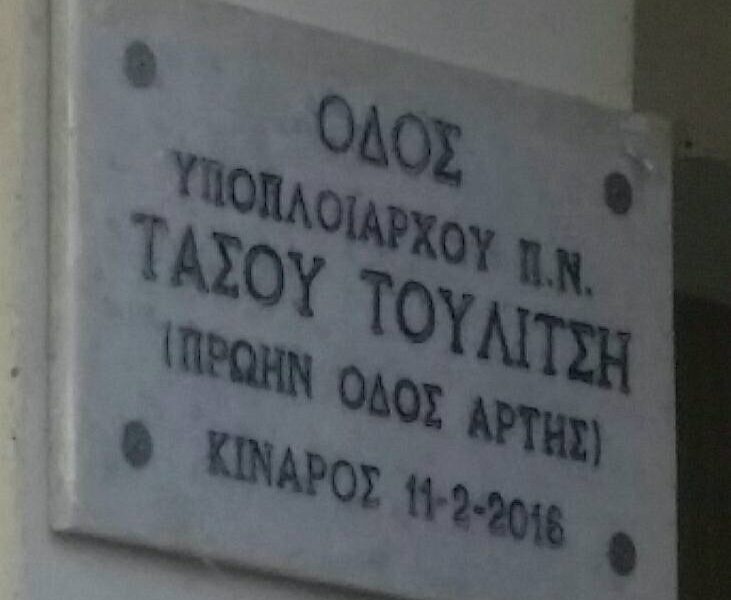 ΟΔΟΣ
ΥΠΟΠΛΟΙΑΡΧΟΥ Π.Ν.
ΤΑΣΟΥ ΤΟΥΛΙΤΣΗ
(ΠΡΩΗΝ ΟΔΟΣ ΑΡΤΗΣ)
ΚΙΝΑΡΟΣ 11-2-2016